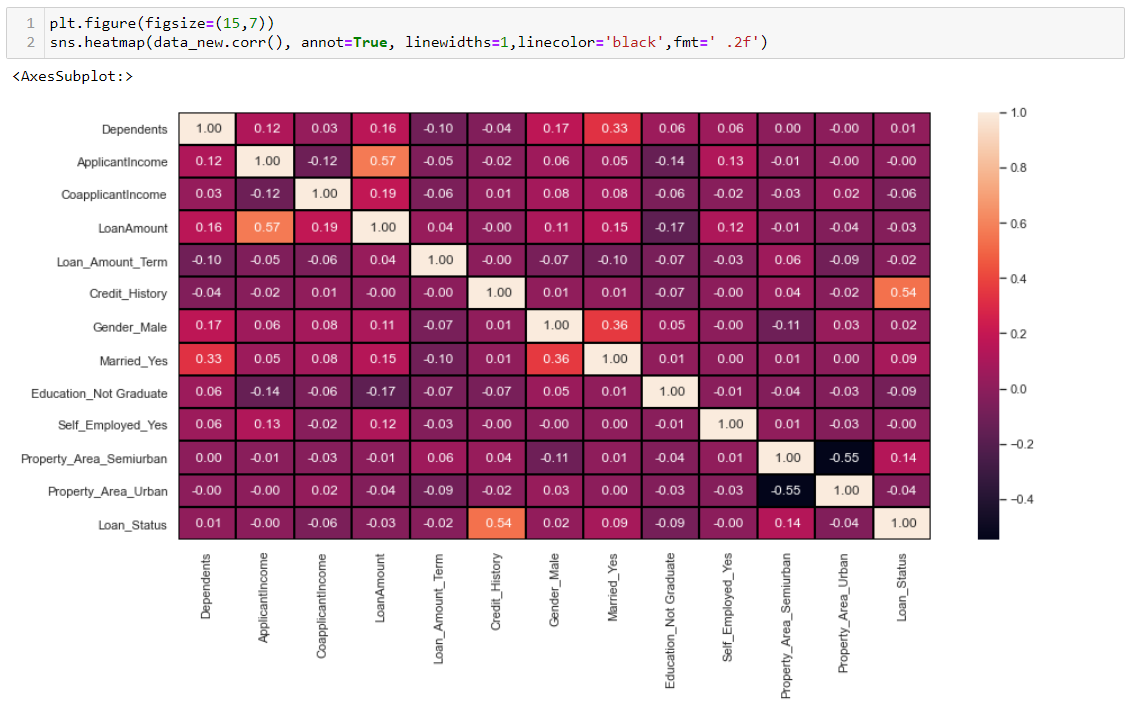 1 plt.figure(figsize=(15,7))
2 sns.heatmap(data_new.corr(), annot=True, linewidths=1,linecolor='black',fmt=' .2f')
<AxesSubplot:>
Dependents 1.00 0.12 0.03 0.16 -0.10 -0.04 0.17 0.33 0.06 0.06 0.00 -0.00 0.01
ApplicantIncome 0.12 1.00 -0.12 0.57 -0.05 -0.02 0.06 0.05 -0.14 0.13 -0.01 -0.00 -0.00
CoapplicantIncome 0.03 -0.12 1.00 0.19 -0.06 0.01 0.08 0.08 -0.06 -0.02 -0.03 0.02 -0.06
LoanAmount 0.16 0.57 0.19 1.00 0.04 -0.00 0.11 0.15 -0.17 0.12 -0.01 -0.04 -0.03
Loan_Amount_Term -0.10 -0.05 -0.06 0.04 1.00 -0.00 -0.07 -0.10 -0.07 -0.03 0.06 -0.09 -0.02
Credit_History -0.04 -0.02 0.01 -0.00 -0.00 1.00 0.01 0.01 -0.07 -0.00 0.04 -0.02 0.54
Gender_Male 0.17 0.06 0.08 0.11 -0.07 0.01 1.00 0.36 0.05 -0.00 -0.11 0.03 0.02
Married_Yes 0.33 0.05 0.08 0.15 -0.10 0.01 0.36 1.00 0.01 0.00 0.01 0.00 0.09
Education_Not Graduate 0.06 -0.14 -0.06 -0.17 -0.07 -0.07 0.05 0.01 1.00 -0.01 -0.04 -0.03 -0.09
Self_Employed_Yes 0.06 0.13 -0.02 0.12 -0.03 -0.00 -0.00 0.00 -0.01 1.00 0.01 -0.03 -0.00
Property_Area_Semiurban 0.00 -0.01 -0.03 -0.01 0.06 0.04 -0.11 0.01 -0.04 0.01 1.00 -0.55 0.14
Property_Area_Urban -0.00 -0.00 0.02 -0.04 -0.09 -0.02 0.03 0.00 -0.03 -0.03 -0.55 1.00 -0.04
Loan_Status 0.01 -0.00 -0.06 -0.03 -0.02 0.54 0.02 0.09 -0.09 -0.00 0.14 -0.04 1.00
Dependents
ApplicantIncome
CoapplicantIncome
LoanAmount
Loan_Amount_Term
Credit_History
Gender_Male
Married_Yes
Education_Not Graduate
Self_Employed_Yes
Property_Area_Semiurban
Property_Area_Urban
Loan_Status
1.0
0.8
0.6
0.4
0.2
0.0
-0.2
-0.4